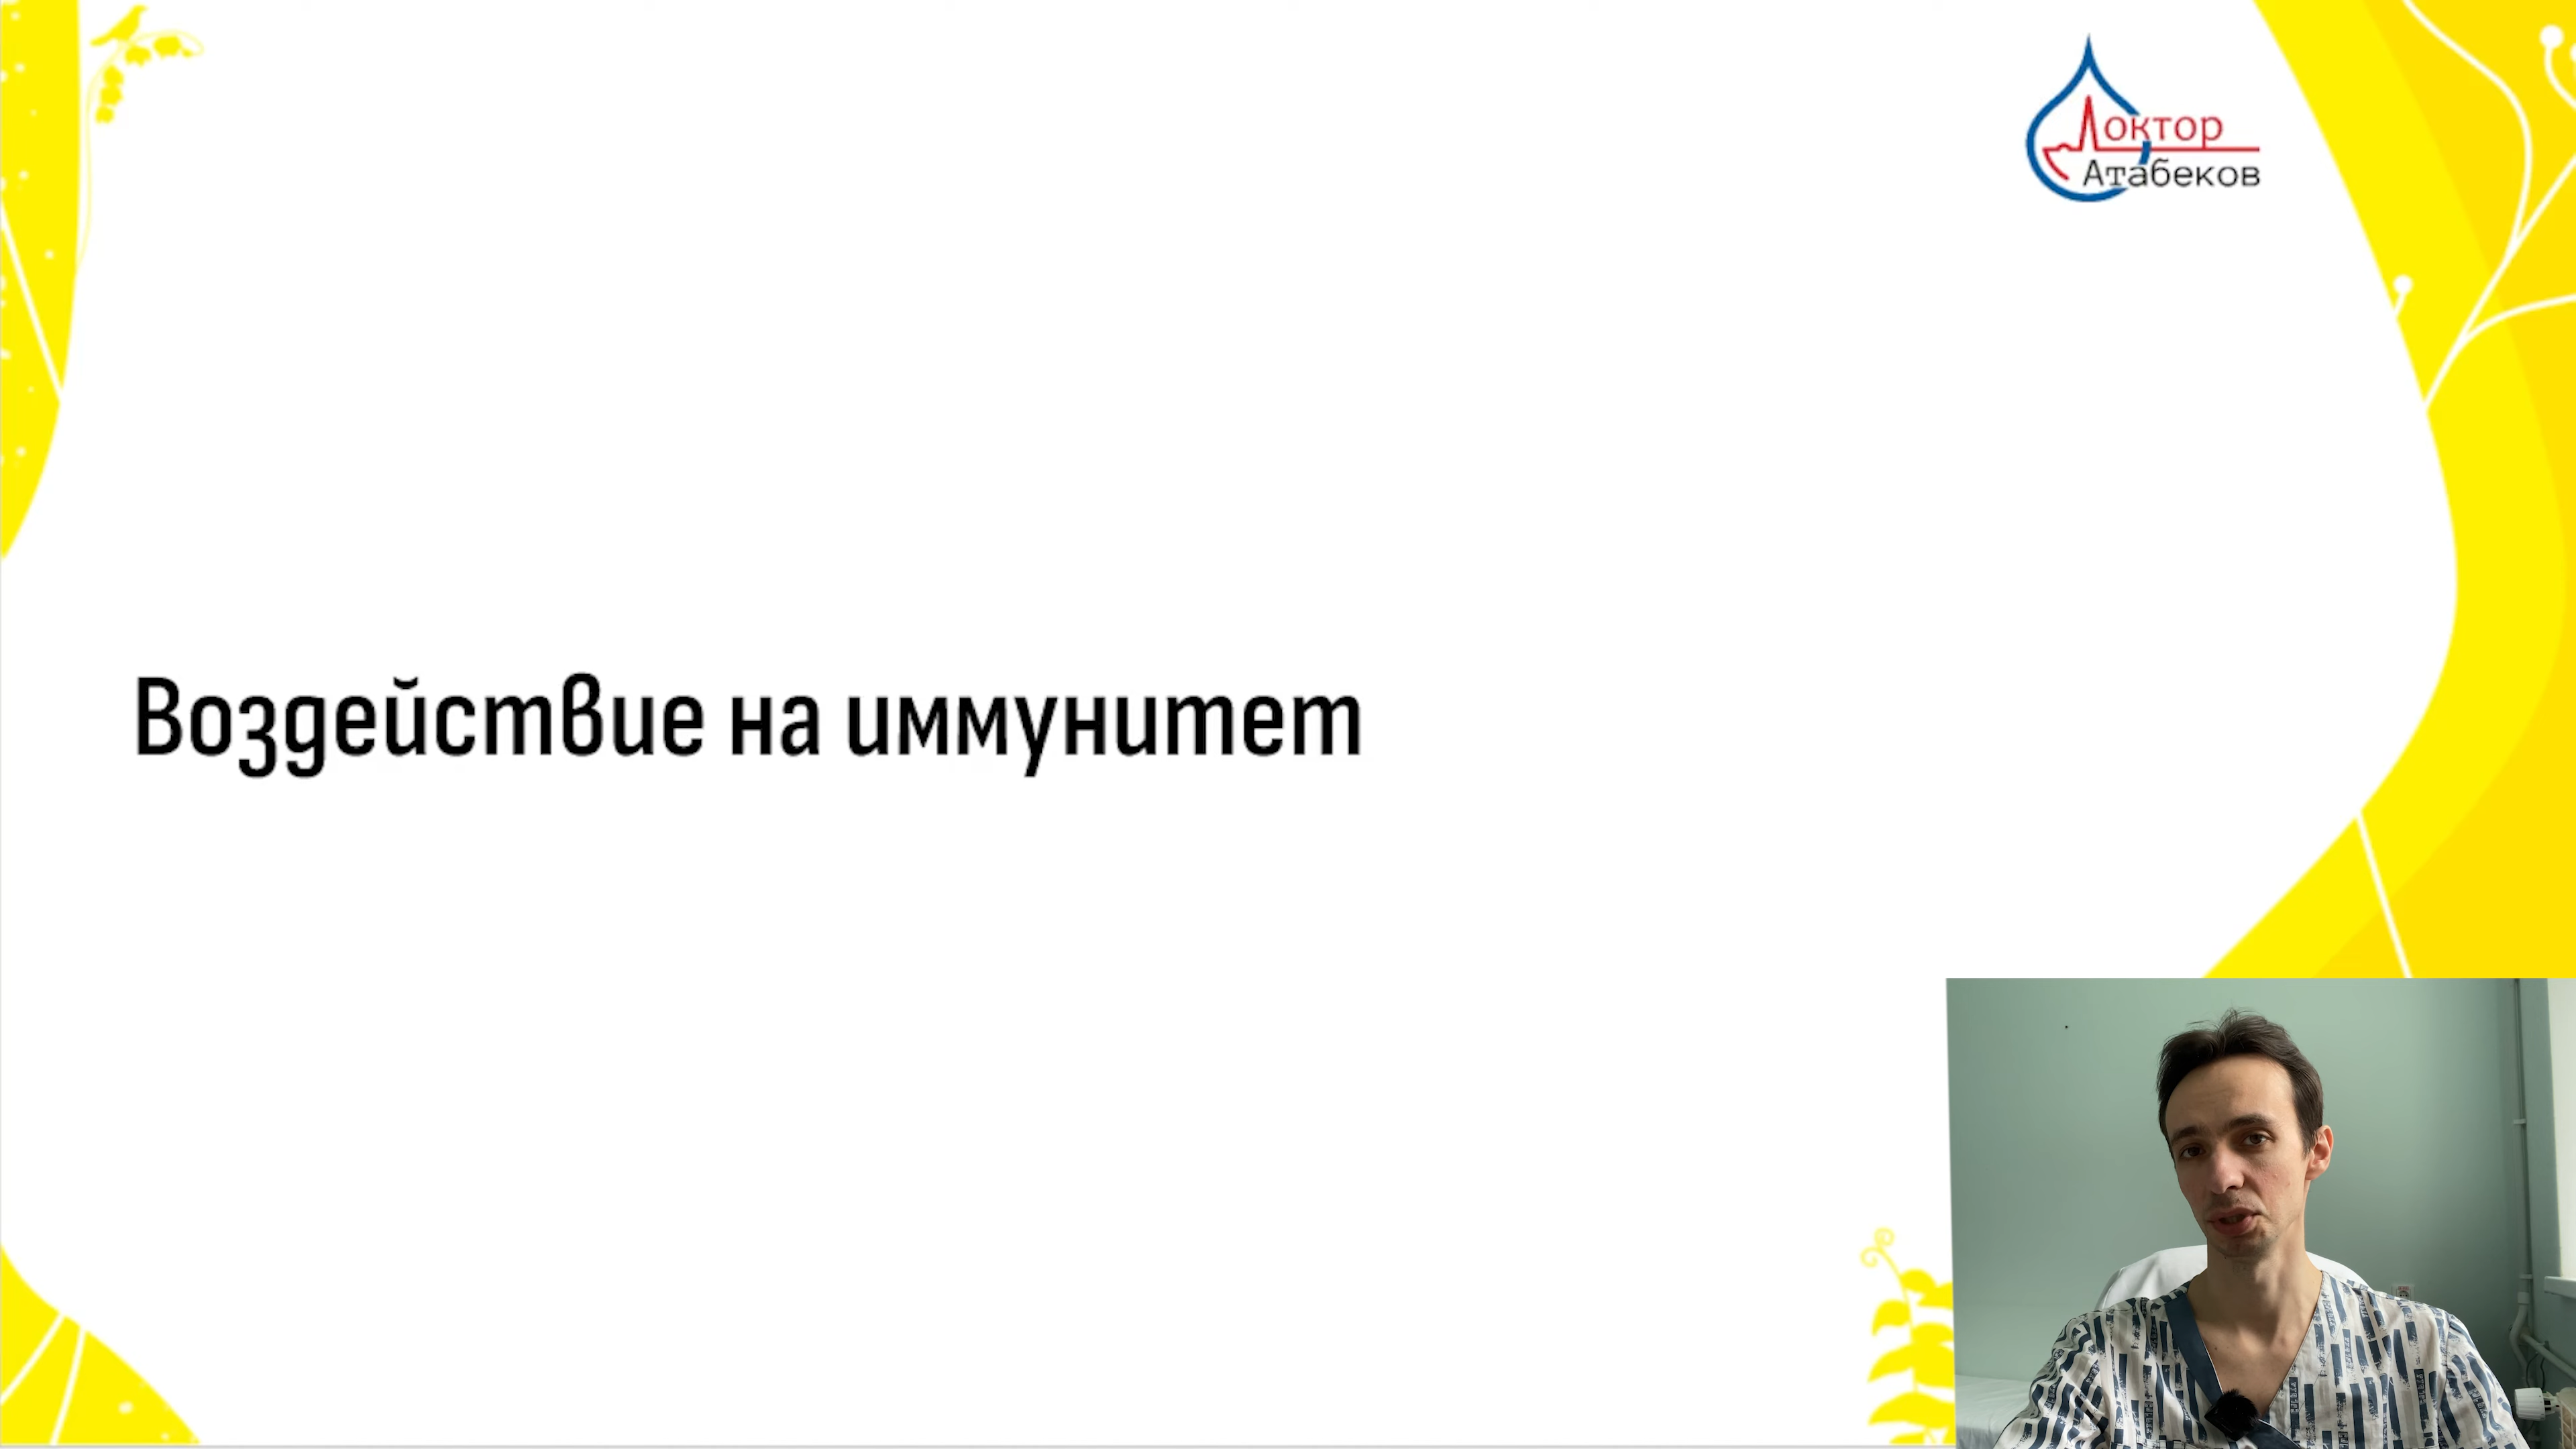 Доктор
Атабеков
Воздействие на иммунитет